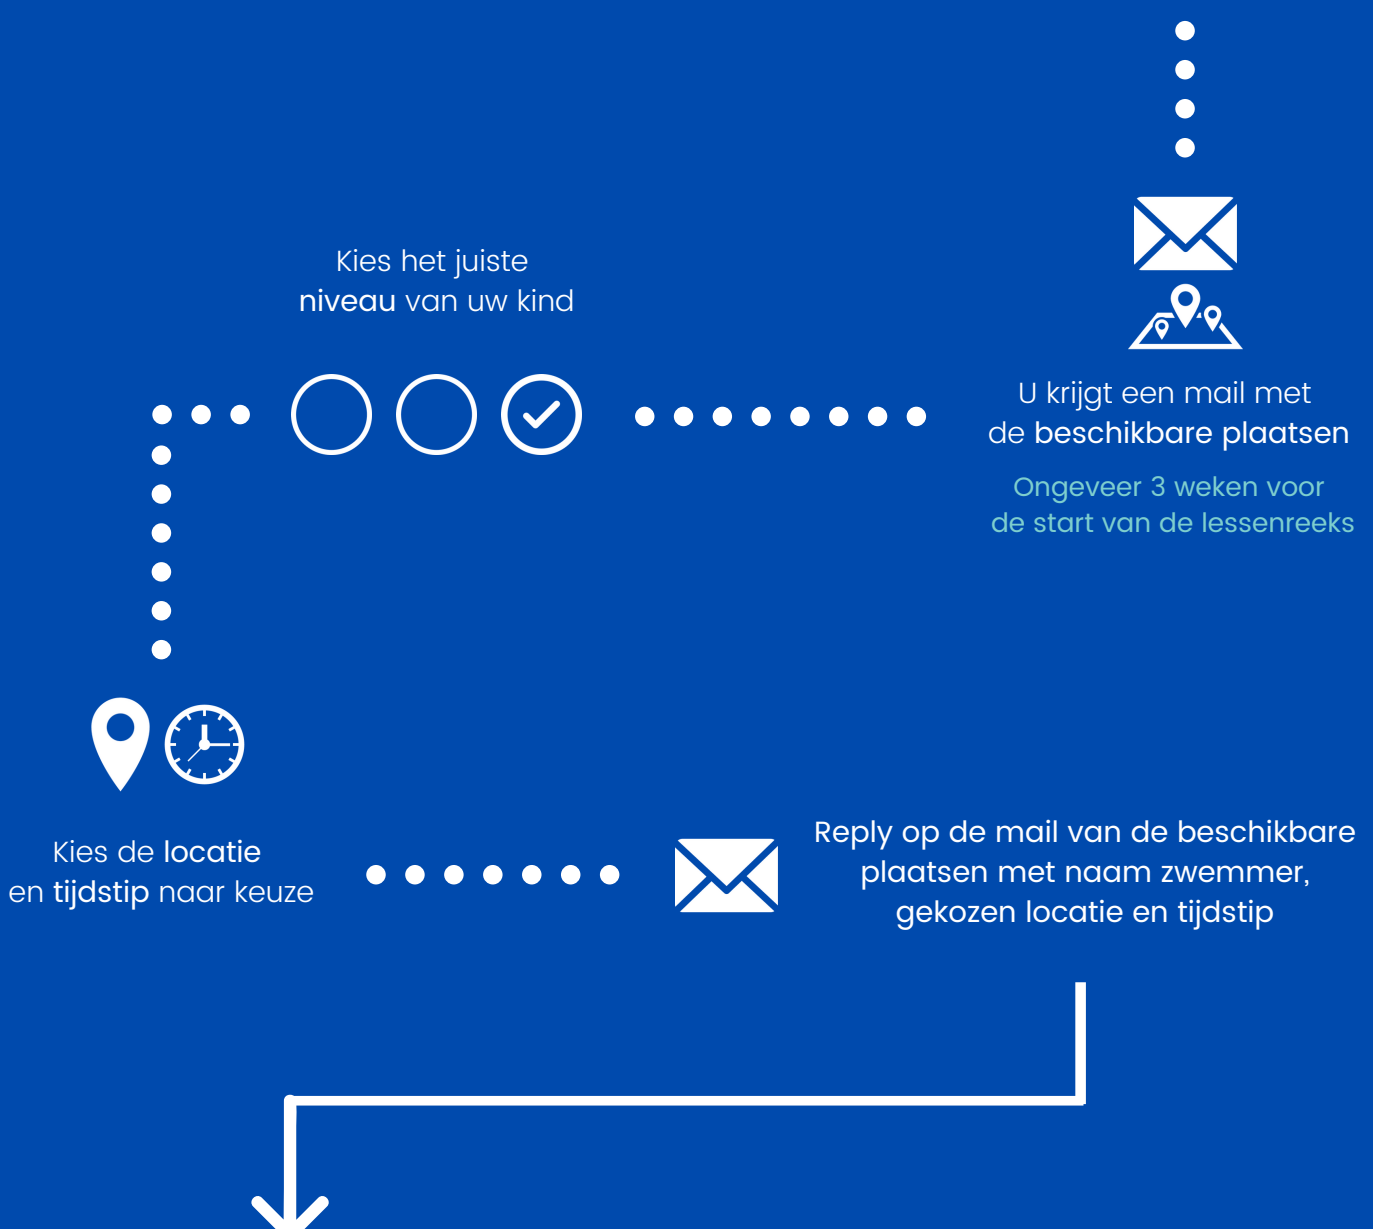 Kies het juiste
niveau van uw kind
U krijgt een mail met
de beschikbare plaatsen
Ongeveer 3 weken voor
de start van de lessenreeks
Kies de locatie
en tijdstip naar keuze
Reply op de mail van de beschikbare
plaatsen met naam zwemmer,
gekozen locatie en tijdstip